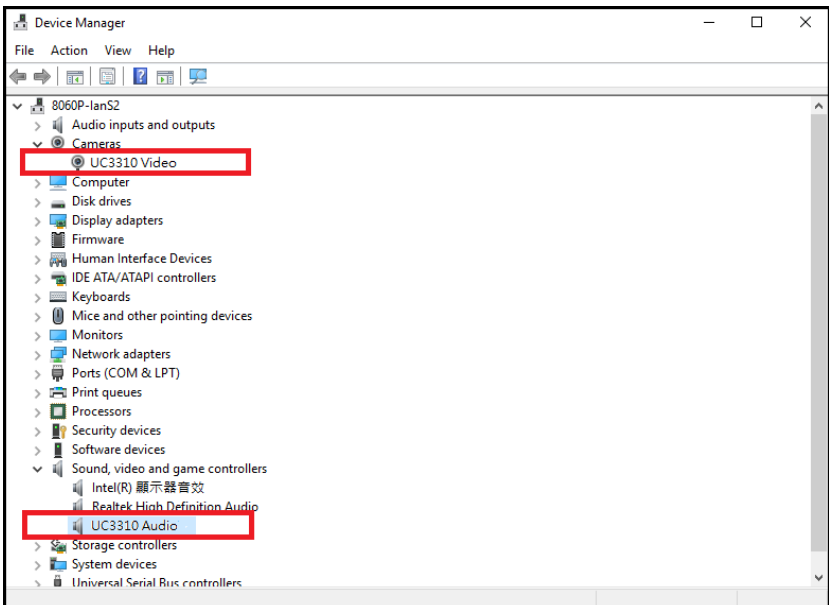 Device Manager
File Action View Help
8060P-IanS2
Audio inputs and outputs
Cameras
UC3310 Video
Computer
Disk drives
Display adapters
Firmware
Human Interface Devices
IDE ATA/ATAPI controllers
Keyboards
Mice and other pointing devices
Monitors
Network adapters
Ports (COM & LPT)
Print queues
Processors
Security devices
Software devices
Sound, video and game controllers
Intel(R) 顯示器音效
Realtek High Definition Audio
UC3310 Audio
Storage controllers
System devices
Universal Serial Bus controllers